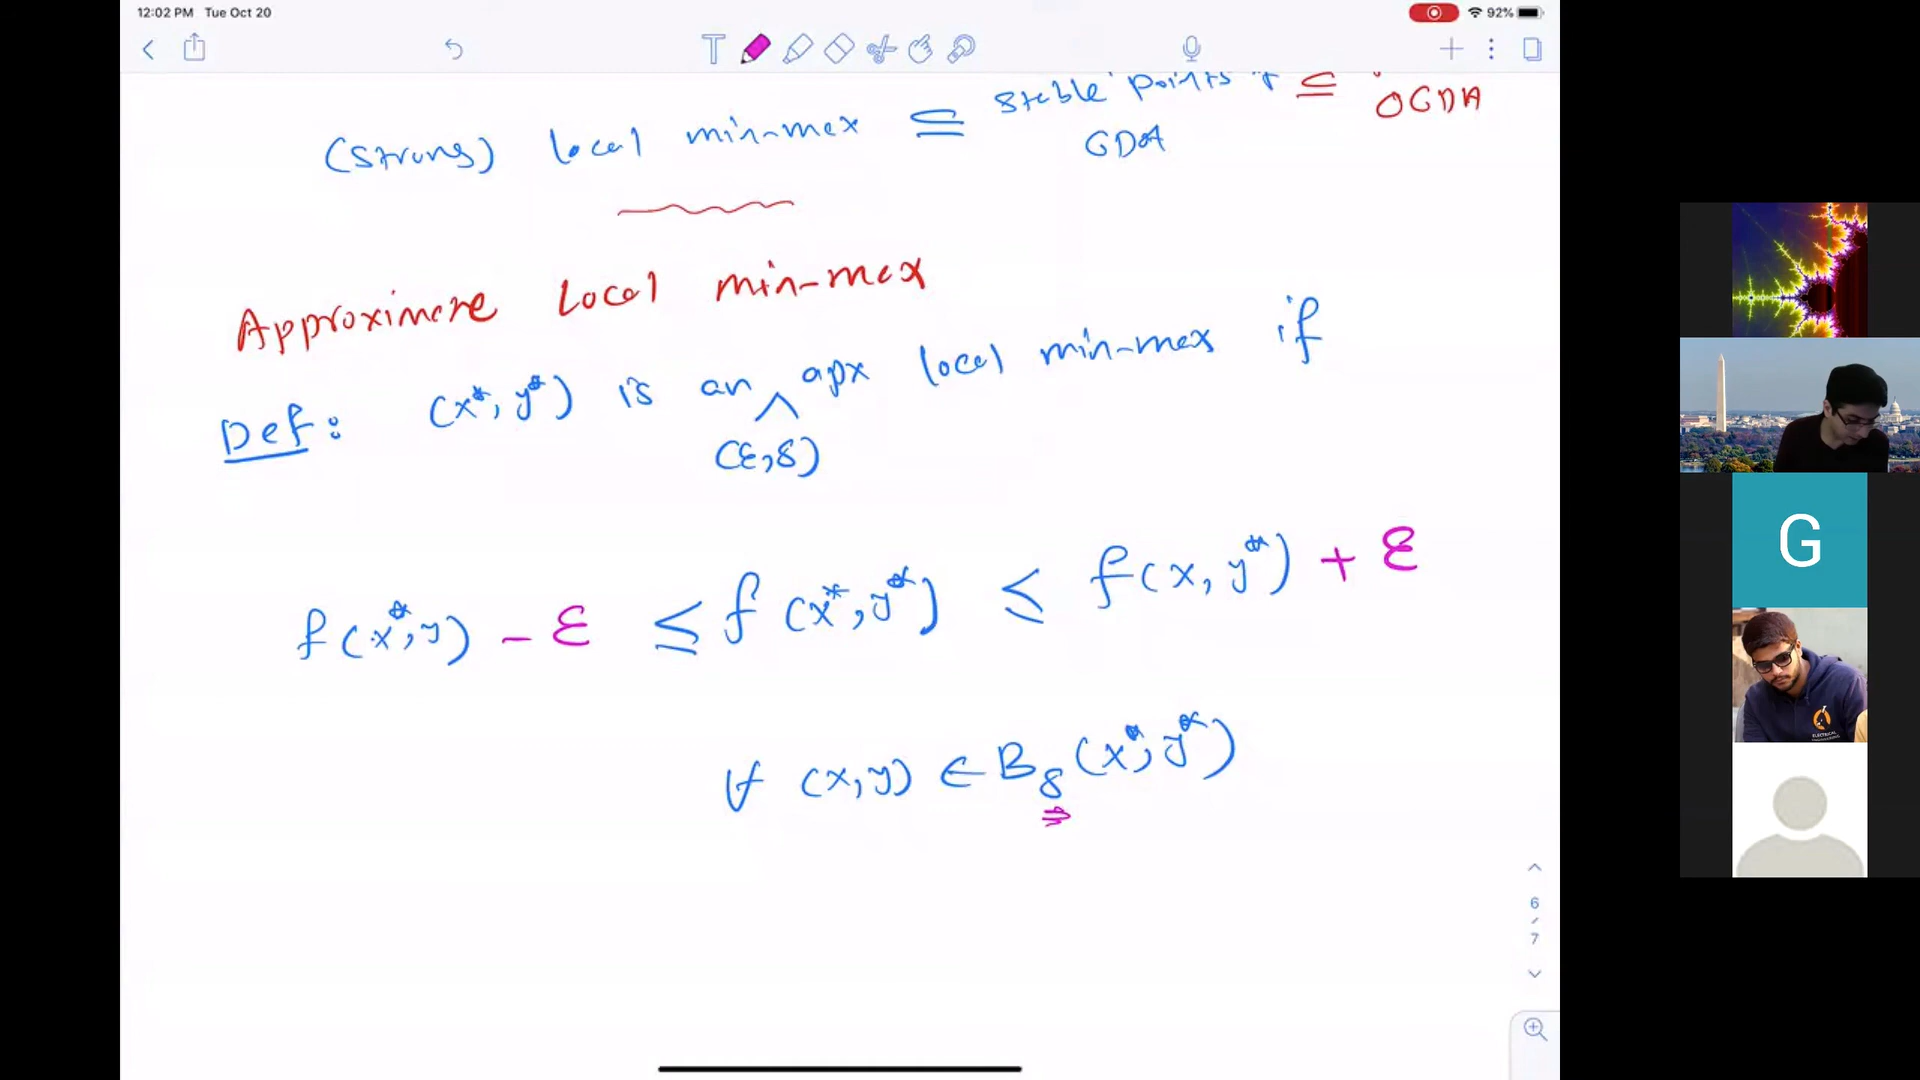 12:02 PM Tue Oct 20
92%
(strong) local min-max ⊆ stable points of GDA ⊆ OGDA
Approximate Local min-max
Def: (x*, y*) is an (ε,δ) apx local min-max if
f(x*,y) - ε ≤ f(x*,y*) ≤ f(x, y*) + ε
∀ (x,y) ∈ Bδ(x*,y*)
G
6
/
7